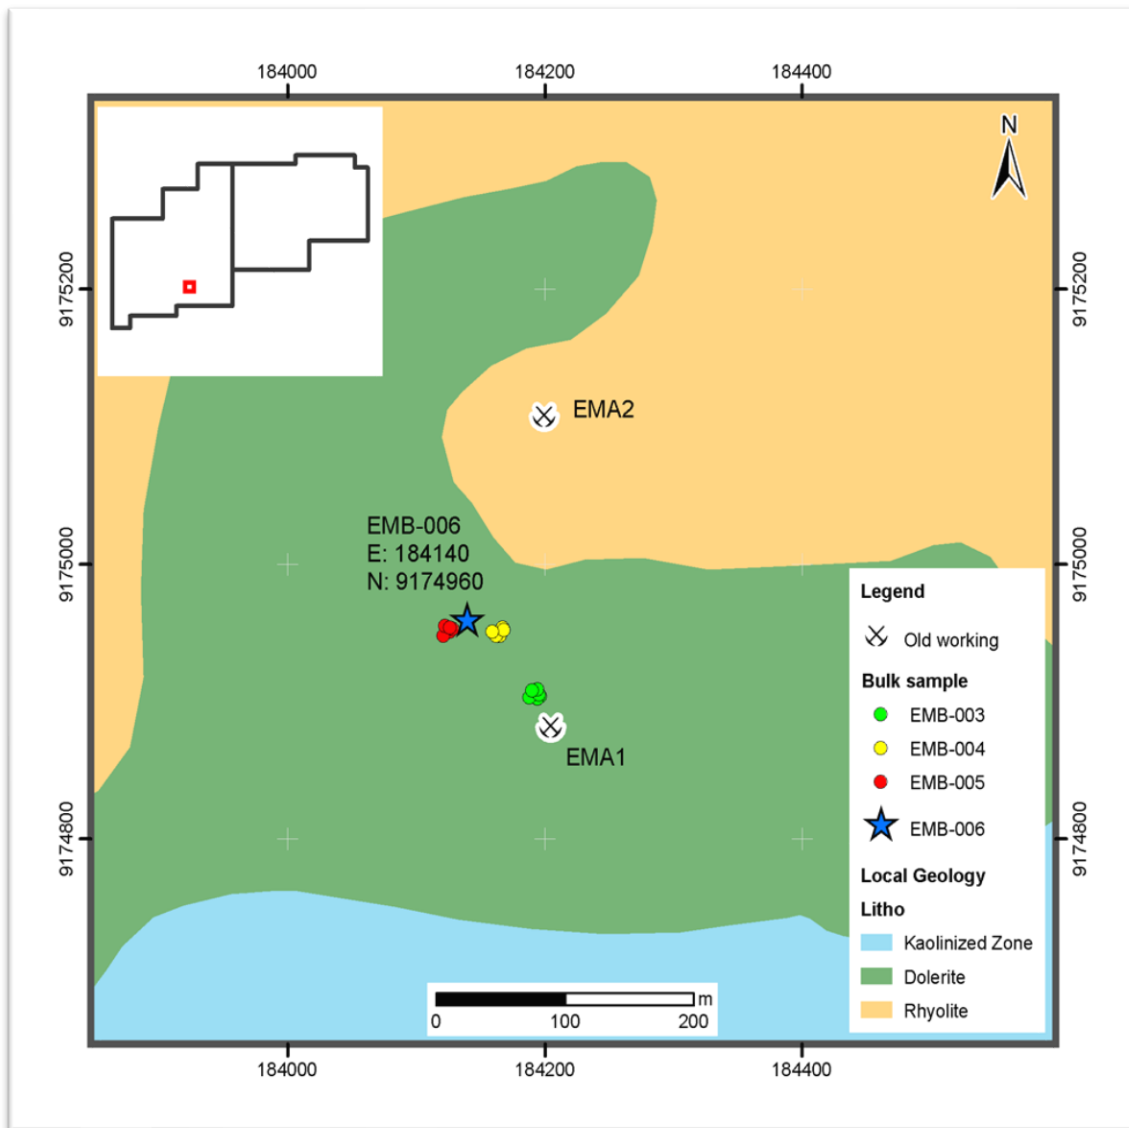 184000 184200 184400
N
9175200
9175200
EMA2
EMB-006
E: 184140
N: 9174960
9175000
9175000
EMA1
9174800
9174800
Legend
Old working
Bulk sample
EMB-003
EMB-004
EMB-005
EMB-006
Local Geology
Litho
Kaolinized Zone
Dolerite
Rhyolite
m
0 100 200
184000 184200 184400